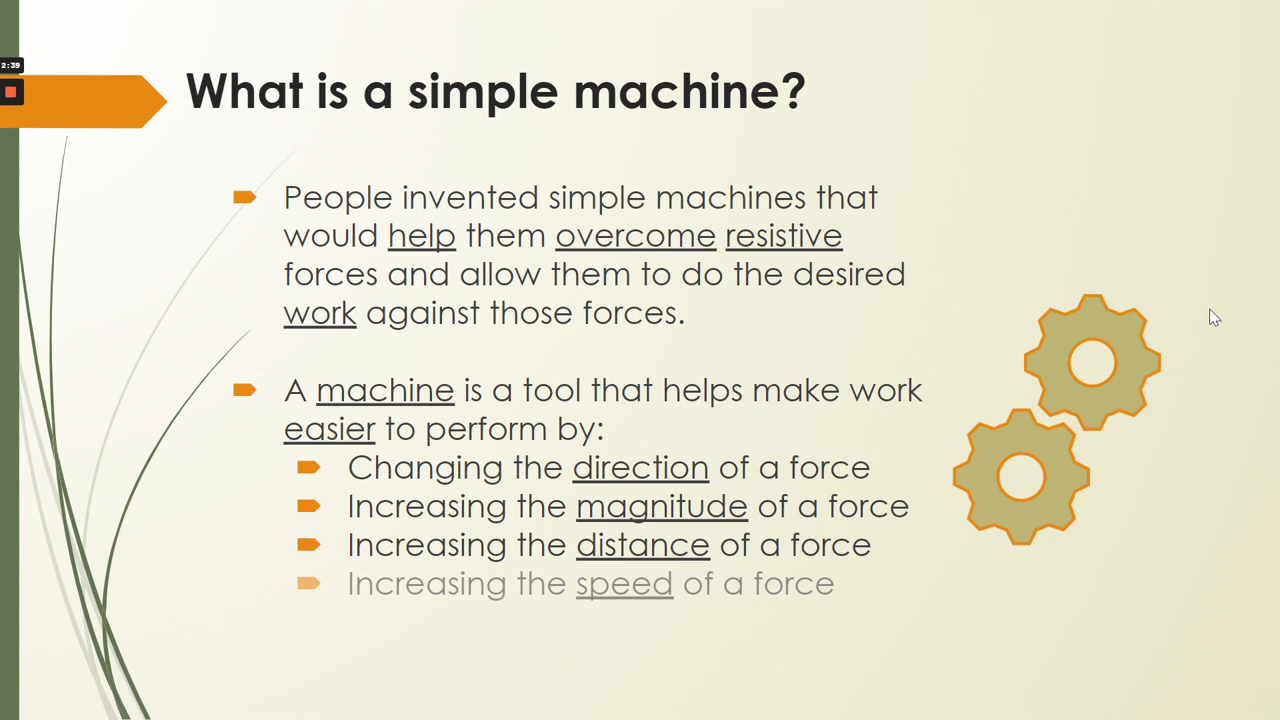 2:39
What is a simple machine?
People invented simple machines that
would help them overcome resistive
forces and allow them to do the desired
work against those forces.
A machine is a tool that helps make work
easier to perform by:
Changing the direction of a force
Increasing the magnitude of a force
Increasing the distance of a force
Increasing the speed of a force